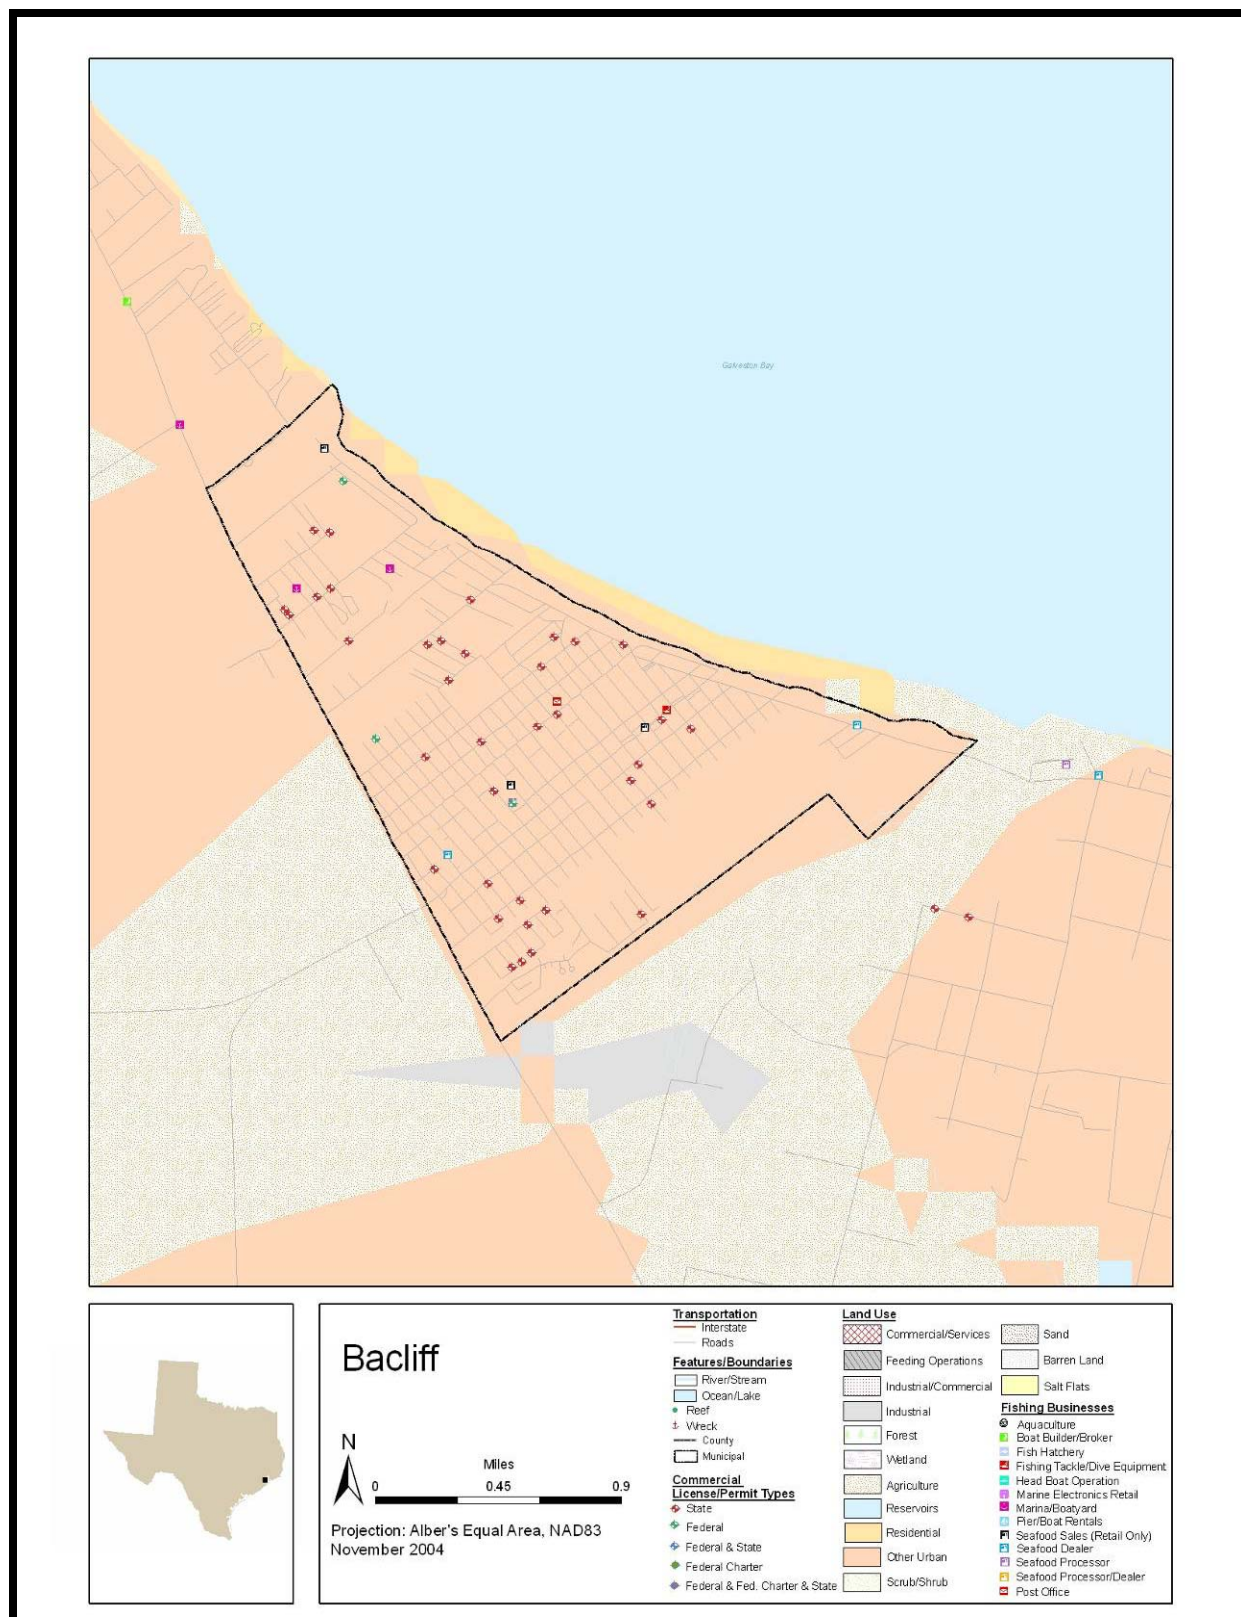 Galveston Bay
Bacliff
N
Miles
0 0.45 0.9
Projection: Alber's Equal Area, NAD83
November 2004
Transportation
Interstate
Roads
Features/Boundaries
River/Stream
Ocean/Lake
Reef
Wreck
County
Municipal
Commercial
License/Permit Types
State
Federal
Federal & State
Federal Charter
Federal & Fed. Charter & State
Land Use
Commercial/Services
Feeding Operations
Industrial/Commercial
Industrial
Forest
Wetland
Agriculture
Reservoirs
Residential
Other Urban
Scrub/Shrub
Sand
Barren Land
Salt Flats
Fishing Businesses
Aquaculture
Boat Builder/Broker
Fish Hatchery
Fishing Tackle/Dive Equipment
Head Boat Operation
Marine Electronics Retail
Marina/Boatyard
Pier/Boat Rentals
Seafood Sales (Retail Only)
Seafood Dealer
Seafood Processor
Seafood Processor/Dealer
Post Office